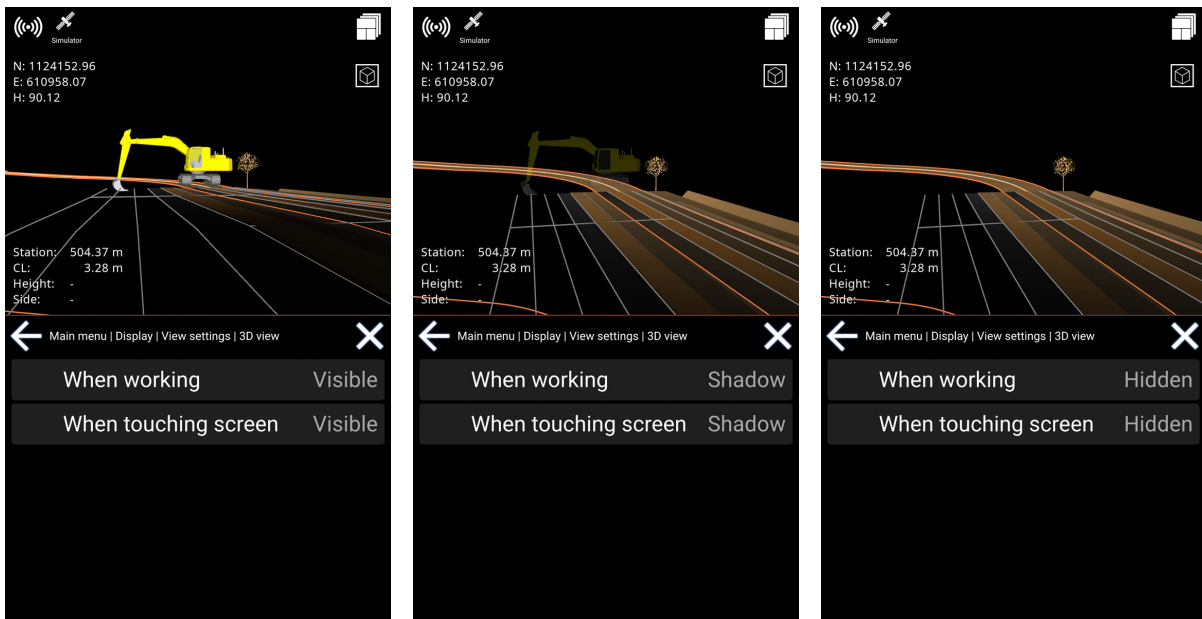 Simulator
N: 1124152.96
E: 610958.07
H: 90.12
Station: 504.37 m
CL: 3.28 m
Height: -
Side: -
Main menu | Display | View settings | 3D view
When working Visible
When touching screen Visible
Simulator
N: 1124152.96
E: 610958.07
H: 90.12
Station: 504.37 m
CL: 3.28 m
Height: -
Side: -
Main menu | Display | View settings | 3D view
When working Shadow
When touching screen Shadow
Simulator
N: 1124152.96
E: 610958.07
H: 90.12
Station: 504.37 m
CL: 3.28 m
Height: -
Side: -
Main menu | Display | View settings | 3D view
When working Hidden
When touching screen Hidden